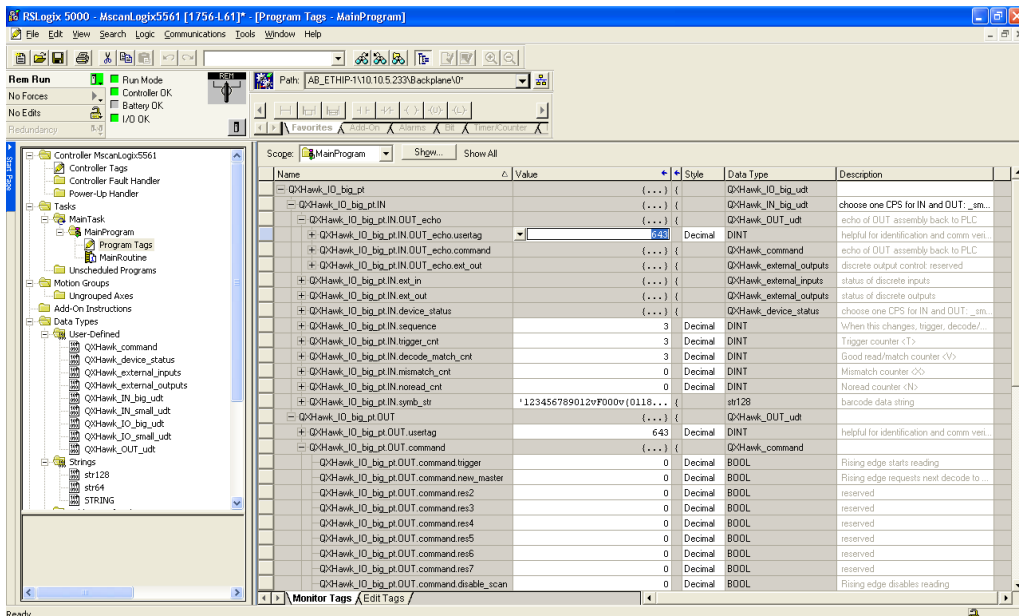 RSLogix 5000 - MscanLogix5561 [1756-L61]* - [Program Tags - MainProgram]
File Edit View Search Logic Communications Tools Window Help
Rem Run Run Mode REM Path: AB_ETHIP-1\10.10.5.233\Backplane\0*
No Forces Controller OK
No Edits Battery OK
Redundancy I/O OK
Favorites Add-On Alarms Bit Timer/Counter
Start Page
Controller MscanLogix5561
Controller Tags
Controller Fault Handler
Power-Up Handler
Tasks
MainTask
MainProgram
Program Tags
MainRoutine
Unscheduled Programs
Motion Groups
Ungrouped Axes
Add-On Instructions
Data Types
User-Defined
QXHawk_command
QXHawk_device_status
QXHawk_external_inputs
QXHawk_external_outputs
QXHawk_IN_big_udt
QXHawk_IN_small_udt
QXHawk_IO_big_udt
QXHawk_IO_small_udt
QXHawk_OUT_udt
Strings
str128
str64
STRING
Scope: MainProgram Show... Show All
Name Value Style Data Type Description
QXHawk_IO_big_pt {...} { QXHawk_IO_big_udt
QXHawk_IO_big_pt.IN {...} { QXHawk_IN_big_udt choose one CPS for IN and OUT: _sm...
QXHawk_IO_big_pt.IN.OUT_echo {...} { QXHawk_OUT_udt echo of OUT assembly back to PLC
QXHawk_IO_big_pt.IN.OUT_echo.usertag 643 Decimal DINT helpful for identification and comm veri...
QXHawk_IO_big_pt.IN.OUT_echo.command {...} { QXHawk_command echo of OUT assembly back to PLC
QXHawk_IO_big_pt.IN.OUT_echo.ext_out {...} { QXHawk_external_outputs discrete output control: reserved
QXHawk_IO_big_pt.IN.ext_in {...} { QXHawk_external_inputs status of discrete inputs
QXHawk_IO_big_pt.IN.ext_out {...} { QXHawk_external_outputs status of discrete outputs
QXHawk_IO_big_pt.IN.device_status {...} { QXHawk_device_status choose one CPS for IN and OUT: _sm...
QXHawk_IO_big_pt.IN.sequence 3 Decimal DINT When this changes, trigger, decode/...
QXHawk_IO_big_pt.IN.trigger_cnt 3 Decimal DINT Trigger counter <T>
QXHawk_IO_big_pt.IN.decode_match_cnt 3 Decimal DINT Good read/match counter <V>
QXHawk_IO_big_pt.IN.mismatch_cnt 0 Decimal DINT Mismatch counter <X>
QXHawk_IO_big_pt.IN.noread_cnt 0 Decimal DINT Noread counter <N>
QXHawk_IO_big_pt.IN.symb_str '123456789012vF000v(0118... { str128 barcode data string
QXHawk_IO_big_pt.OUT {...} { QXHawk_OUT_udt
QXHawk_IO_big_pt.OUT.usertag 643 Decimal DINT helpful for identification and comm veri...
QXHawk_IO_big_pt.OUT.command {...} { QXHawk_command
QXHawk_IO_big_pt.OUT.command.trigger 0 Decimal BOOL Rising edge starts reading
QXHawk_IO_big_pt.OUT.command.new_master 0 Decimal BOOL Rising edge requests next decode to ...
QXHawk_IO_big_pt.OUT.command.res2 0 Decimal BOOL reserved
QXHawk_IO_big_pt.OUT.command.res3 0 Decimal BOOL reserved
QXHawk_IO_big_pt.OUT.command.res4 0 Decimal BOOL reserved
QXHawk_IO_big_pt.OUT.command.res5 0 Decimal BOOL reserved
QXHawk_IO_big_pt.OUT.command.res6 0 Decimal BOOL reserved
QXHawk_IO_big_pt.OUT.command.res7 0 Decimal BOOL reserved
QXHawk_IO_big_pt.OUT.command.disable_scan 0 Decimal BOOL Rising edge disables reading
Monitor Tags Edit Tags
Ready